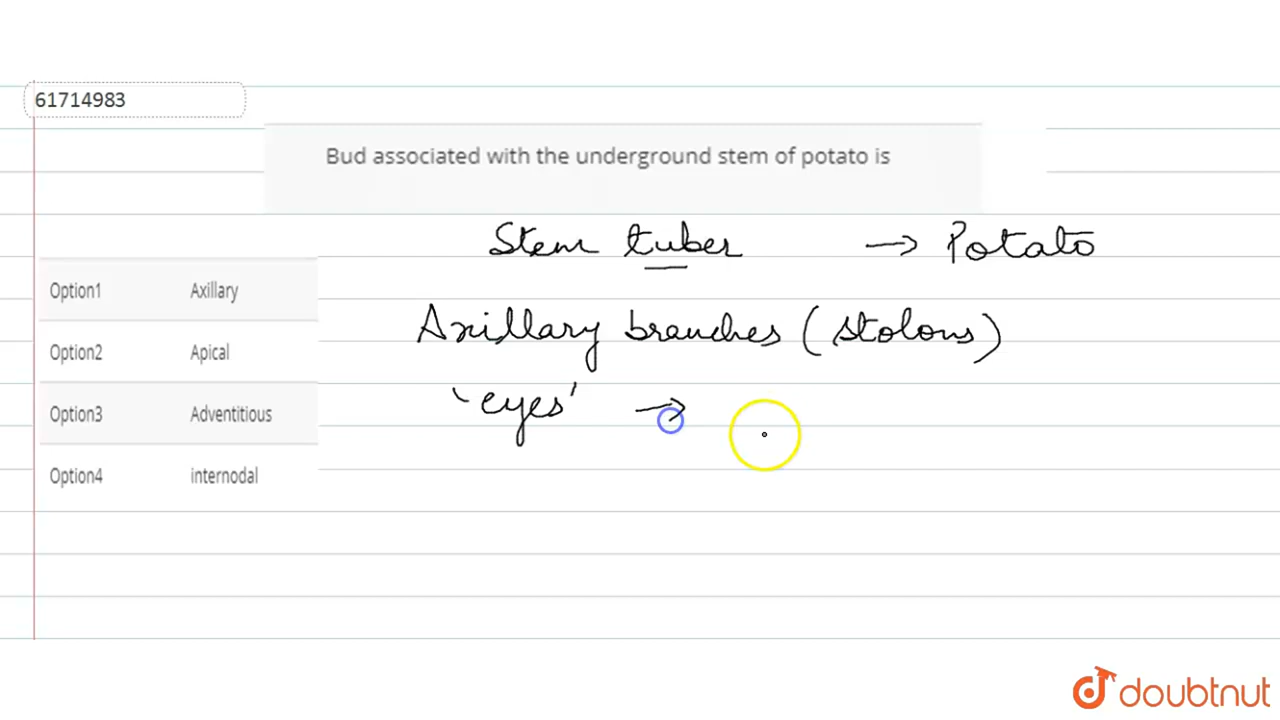 61714983
Bud associated with the underground stem of potato is
Stem tuber → Potato
Option1 Axillary
Axillary branches (stolons)
Option2 Apical
'eyes' →
Option3 Adventitious
Option4 internodal
doubtnut